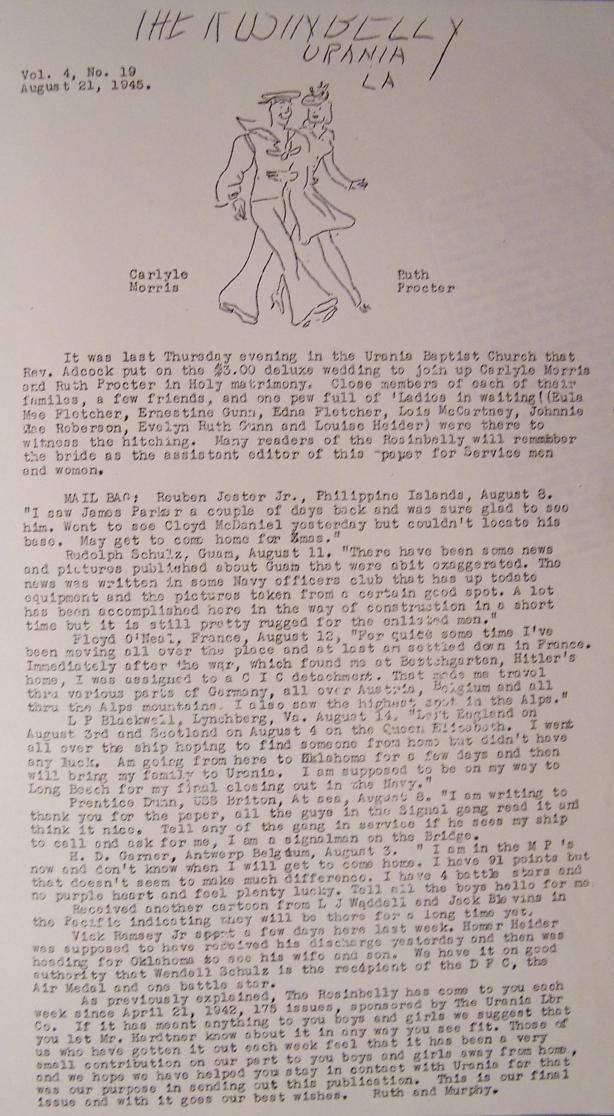 THE ROSINBELLY
URANIA
LA
Vol. 4, No. 19
August 21, 1945.
Carlyle
Morris
Ruth
Procter
It was last Thursday evening in the Urania Baptist Church that
Rev. Adcock put on the $3.00 deluxe wedding to join up Carlyle Morris
and Ruth Procter in Holy matrimony. Close members of each of their
familes, a few friends, and one pew full of 'Ladies in waiting'(Eula
Mae Fletcher, Ernestine Gunn, Edna Fletcher, Lois McCartney, Johnnie
Mae Roberson, Evelyn Ruth Gunn and Louise Heider) were there to
witness the hitching. Many readers of the Rosinbelly will remember
the bride as the assistant editor of this paper for Service men
and women.
MAIL BAG; Reuben Jester Jr., Philippine Islands, August 8.
"I saw James Parker a couple of days back and was sure glad to see
him. Went to see Cloyd McDaniel yesterday but couldn't locate his
base. May get to come home for Xmas."
Rudolph Schulz, Guam, August 11. "There have been some news
and pictures published about Guam that were abit exaggerated. The
news was written in some Navy officers club that has up todate
equipment and the pictures taken from a certain good spot. A lot
has been accomplished here in the way of construction in a short
time but it is still pretty rugged for the enlisted men."
Floyd O'Neal, France, August 12, "For quite some time I've
been moving all over the place and at last am settled down in France.
Immediately after the war, which found me at Bestchgarten, Hitler's
home, I was assigned to a C I C detachment. That made me travel
thru various parts of Germany, all over Austria, Belgium and all
thru the Alps mountains. I also saw the highest spot in the Alps."
L P Blackwell, Lynchberg, Va. August 14. "Left England on
August 3rd and Scotland on August 4 on the Queen Elizabeth. I went
all over the ship hoping to find someone from home but didn't have
any luck. Am going from here to Oklahoma for a few days and then
will bring my family to Urania. I am supposed to be on my way to
Long Beach for my final closing out in the Navy."
Prentice Dunn, USS Briton, At sea, August 8. "I am writing to
thank you for the paper, all the guys in the Signal gang read it and
think it nice. Tell any of the gang in service if he sees my ship
to call and ask for me, I am a signalman on the Bridge.
H. D. Garner, Antwerp Belgium, August 3. " I am in the M P's
now and don't know when I will get to come home. I have 91 points but
that doesn't seem to make much difference. I have 4 battle stars and
no purple heart and feel plenty lucky. Tell all the boys hello for me
Received another cartoon from L J Waddell and Jack Blevins in
the Pacific indicating they will be there for a long time yet.
Vick Ramsey Jr spent a few days here last week. Homer Heider
was supposed to have received his discharge yesterday and then was
heading for Oklahoma to see his wife and son. We have it on good
authority that Wendell Schulz is the recipient of the D F C, the
Air Medal and one battle star.
As previously explained, The Rosinbelly has come to you each
week since April 21, 1942, 175 issues, sponsored by The Urania Lbr
Co. If it has meant anything to you boys and girls we suggest that
you let Mr. Hardtner know about it in any way you see fit. Those of
us who have gotten it out each week feel that it has been a very
small contribution on our part to you boys and girls away from home,
and we hope we have helped you stay in contact with Urania for that
was our purpose in sending out this publication. This is our final
issue and with it goes our best wishes. Ruth and Murphy.